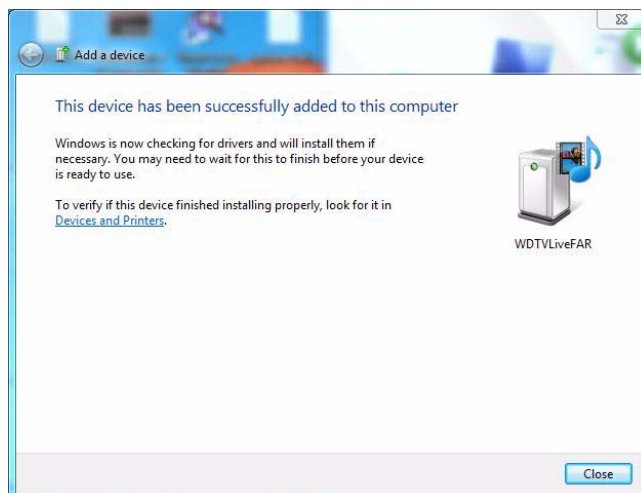 Add a device
This device has been successfully added to this computer
Windows is now checking for drivers and will install them if
necessary. You may need to wait for this to finish before your device
is ready to use.
To verify if this device finished installing properly, look for it in
Devices and Printers.
WDTVLiveFAR
Close